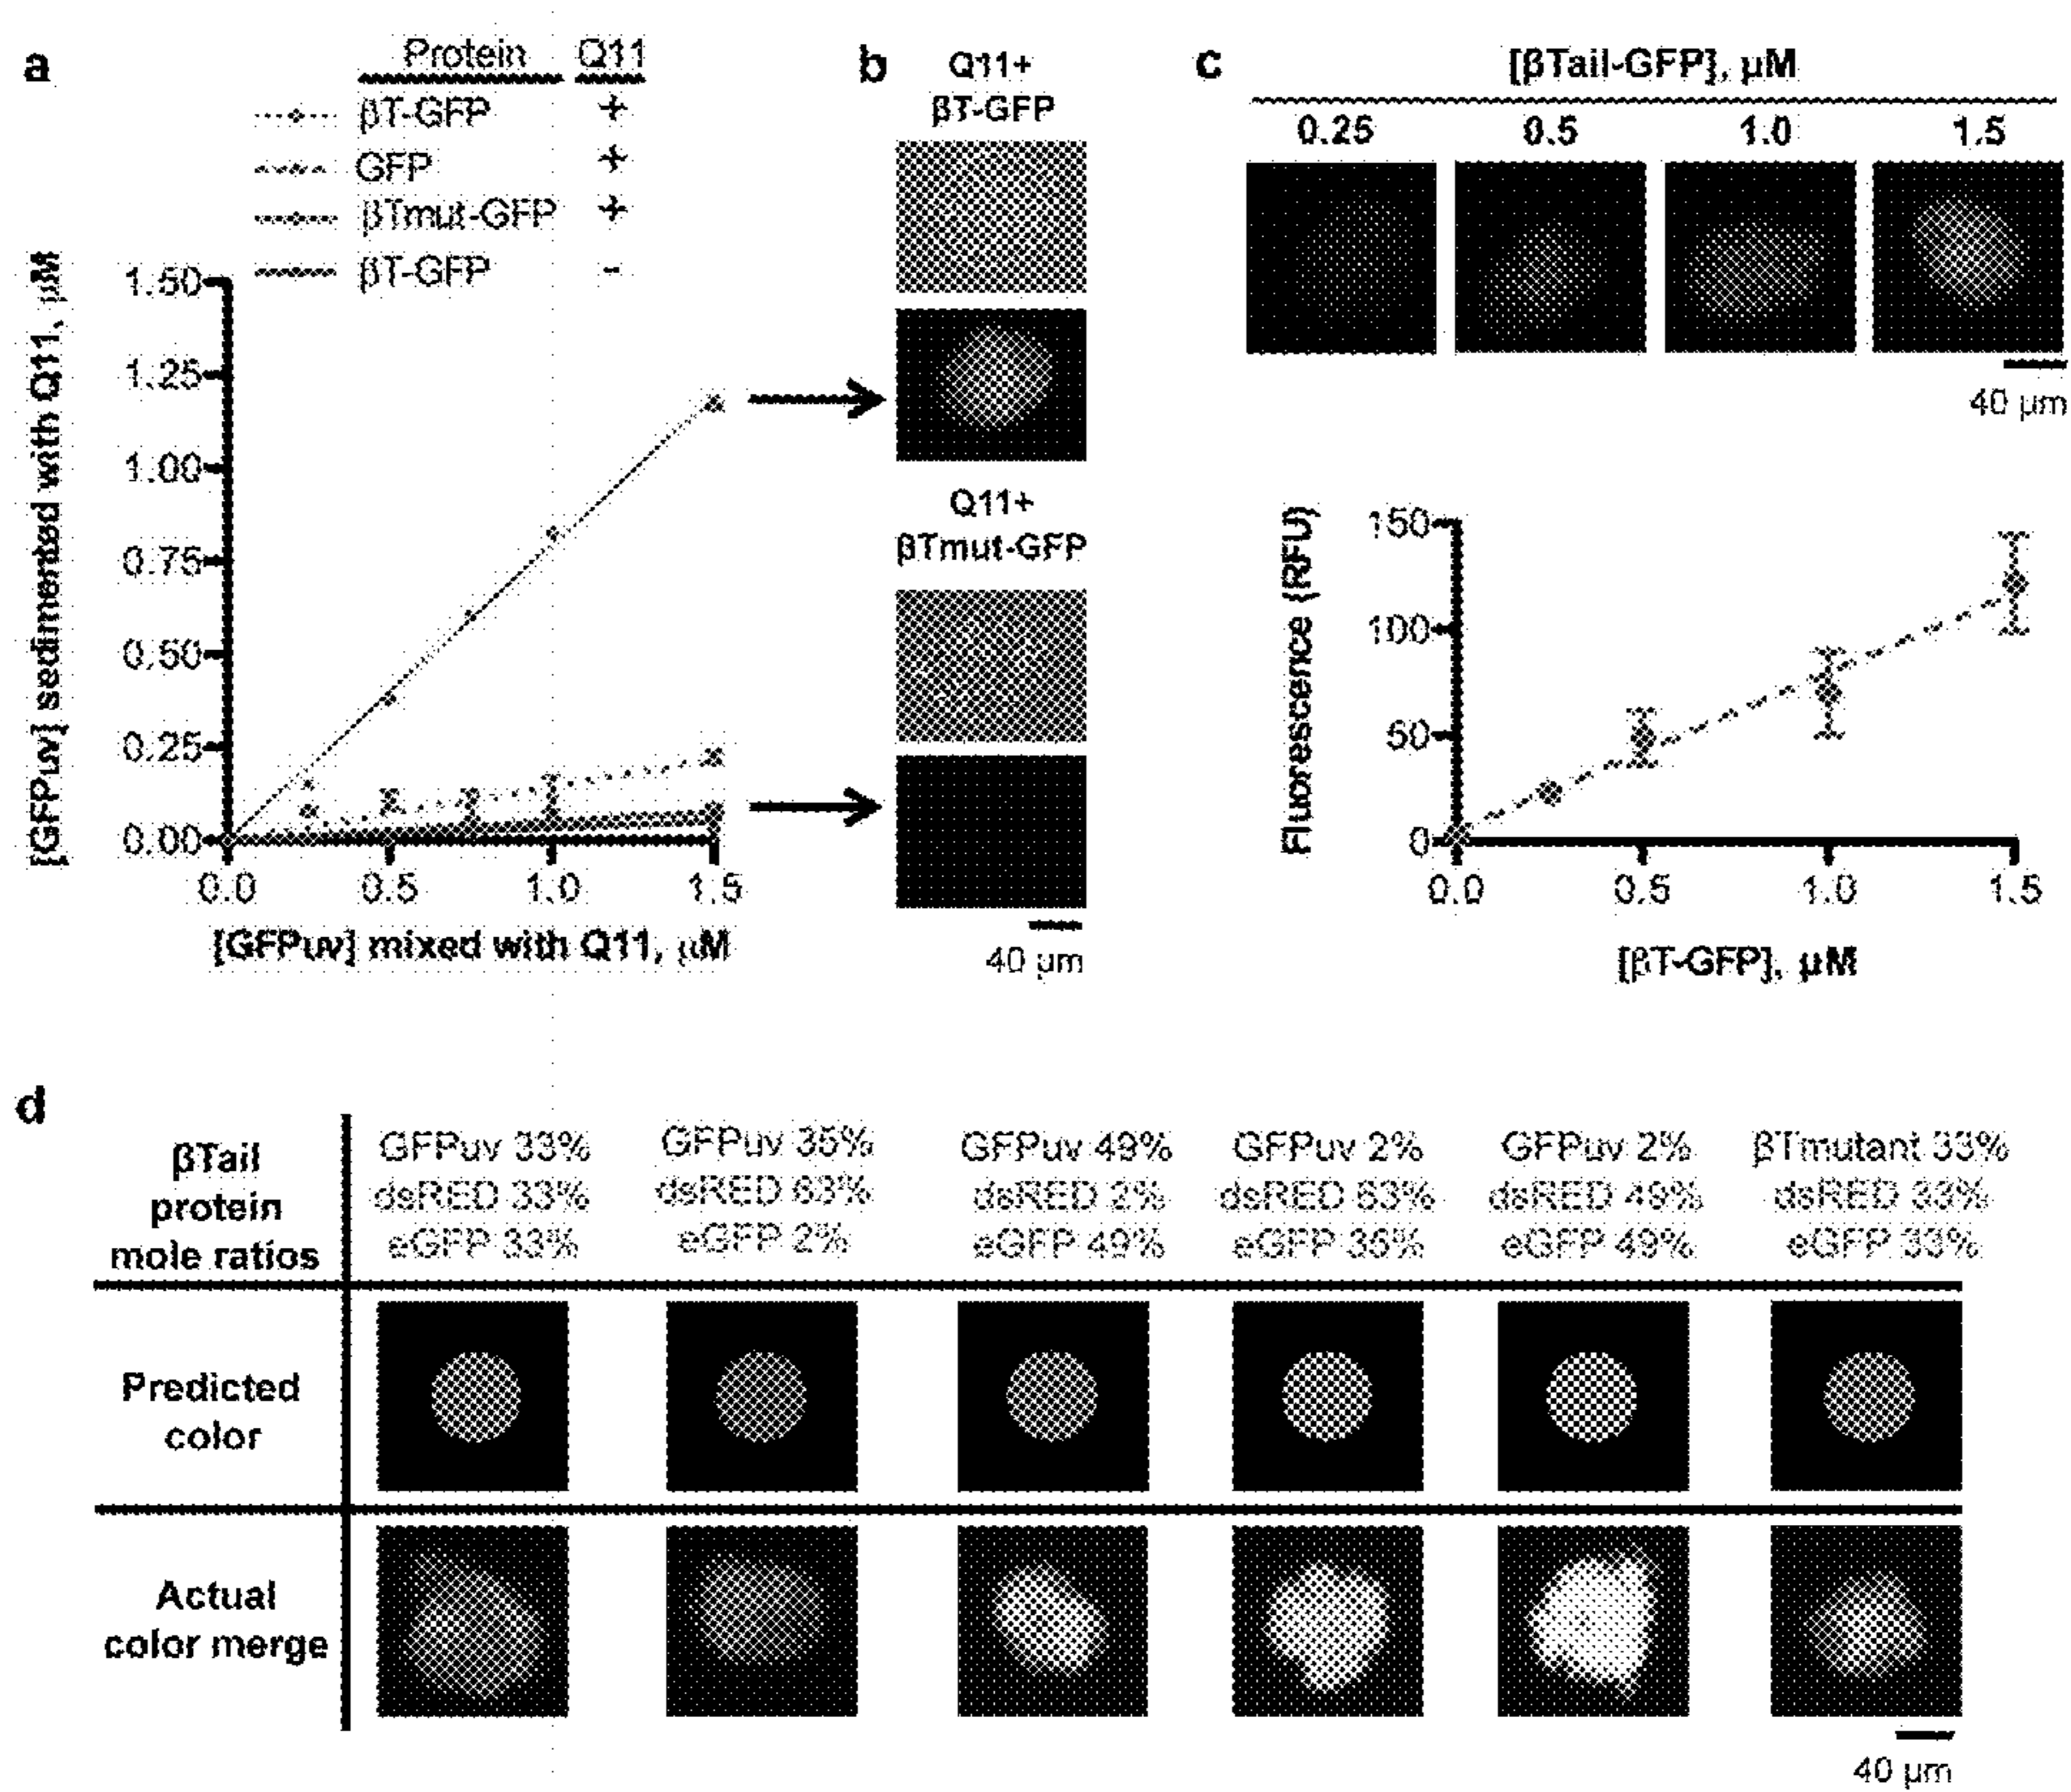 a
Protein Q11
βT-GFP +
GFP +
βTmut-GFP +
βT-GFP -
[GFPuv] sedimented with Q11, µM
1.50
1.25
1.00
0.75
0.50
0.25
0.00
0.0 0.5 1.0 1.5
[GFPuv] mixed with Q11, µM
b
Q11+
βT-GFP
Q11+
βTmut-GFP
40 µm
c
[βTail-GFP], µM
0.25 0.5 1.0 1.5
40 µm
Fluorescence (RFU)
150
100
50
0
0.0 0.5 1.0 1.5
[βT-GFP], µM
d
βTail
protein
mole ratios
GFPuv 33% GFPuv 35% GFPuv 49% GFPuv 2% GFPuv 2% βTmutant 33%
dsRED 33% dsRED 63% dsRED 2% dsRED 63% dsRED 49% dsRED 33%
eGFP 33% eGFP 2% eGFP 49% eGFP 35% eGFP 49% eGFP 33%
Predicted
color
Actual
color merge
40 µm